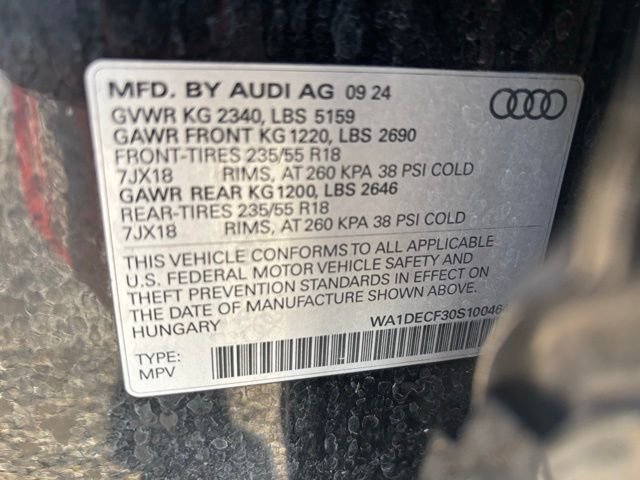 MFD. BY AUDI AG 09 24
GVWR KG 2340, LBS 5159
GAWR FRONT KG 1220, LBS 2690
FRONT-TIRES 235/55 R18
7JX18 RIMS, AT 260 KPA 38 PSI COLD
GAWR REAR KG 1200, LBS 2646
REAR-TIRES 235/55 R18
7JX18 RIMS, AT 260 KPA 38 PSI COLD
THIS VEHICLE CONFORMS TO ALL APPLICABLE
U.S. FEDERAL MOTOR VEHICLE SAFETY AND
THEFT PREVENTION STANDARDS IN EFFECT ON
THE DATE OF MANUFACTURE SHOWN ABOVE.
HUNGARY
WA1DECF30S10046
TYPE:
MPV